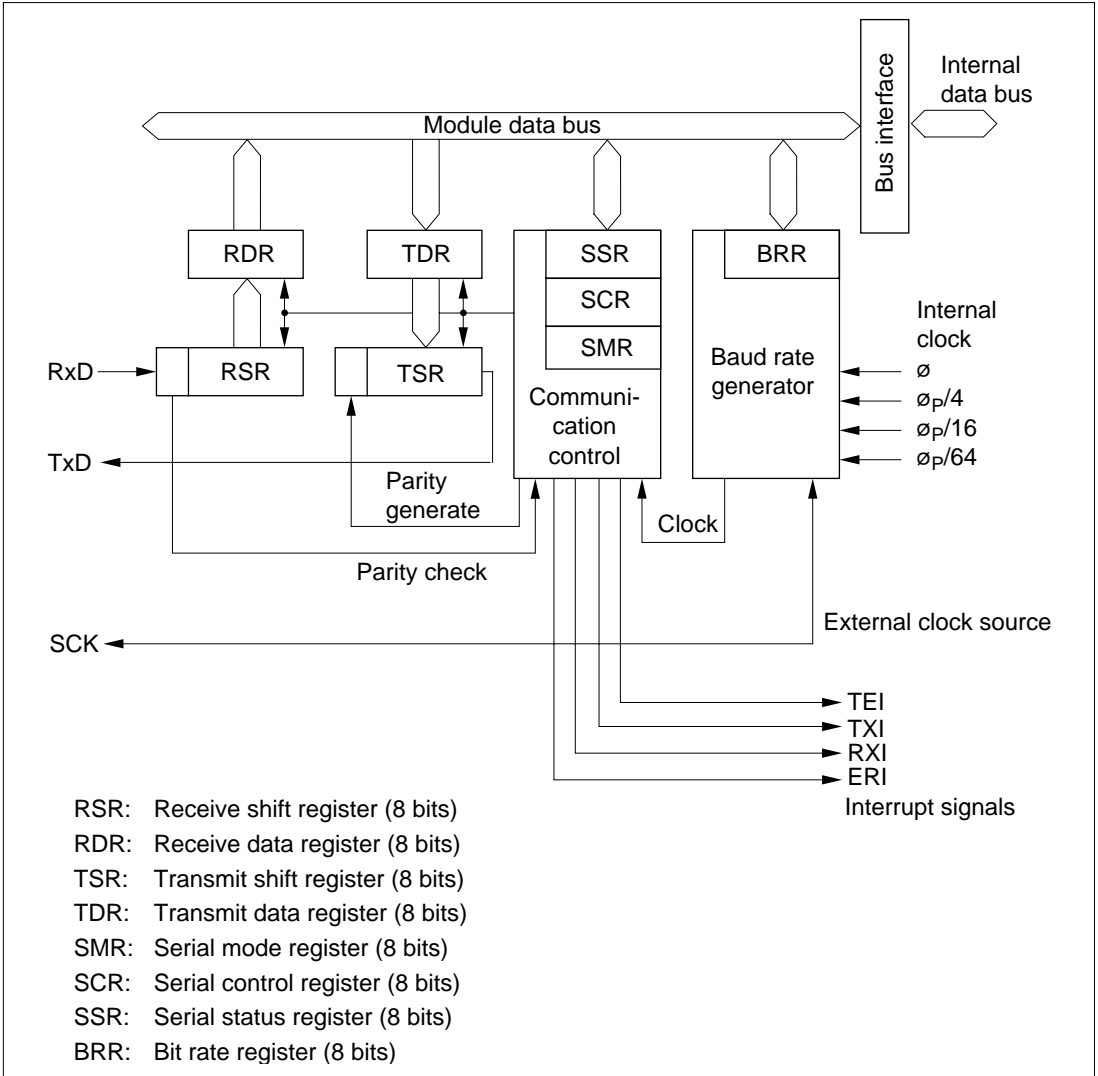 Bus interface
Internal
data bus
Module data bus
RDR
TDR
SSR
BRR
SCR
SMR
Internal
clock
RxD
RSR
TSR
Baud rate
generator
ø
øP/4
øP/16
øP/64
Communi-
cation
control
TxD
Parity
generate
Clock
Parity check
External clock source
SCK
TEI
TXI
RXI
ERI
Interrupt signals
RSR: Receive shift register (8 bits)
RDR: Receive data register (8 bits)
TSR: Transmit shift register (8 bits)
TDR: Transmit data register (8 bits)
SMR: Serial mode register (8 bits)
SCR: Serial control register (8 bits)
SSR: Serial status register (8 bits)
BRR: Bit rate register (8 bits)